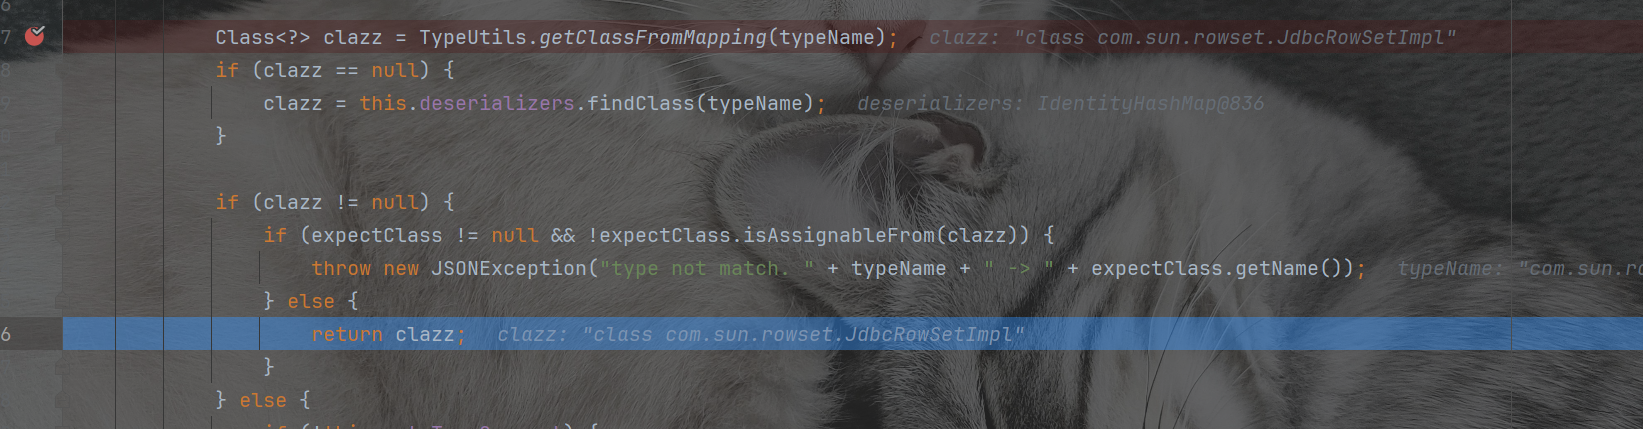 6
7 Class<?> clazz = TypeUtils.getClassFromMapping(typeName); clazz: "class com.sun.rowset.JdbcRowSetImpl"
8 if (clazz == null) {
9 clazz = this.deserializers.findClass(typeName); deserializers: IdentityHashMap@836
}
if (clazz != null) {
if (expectClass != null && !expectClass.isAssignableFrom(clazz)) {
throw new JSONException("type not match. " + typeName + " -> " + expectClass.getName()); typeName: "com.sun.ro
} else {
6 return clazz; clazz: "class com.sun.rowset.JdbcRowSetImpl"
}
} else {